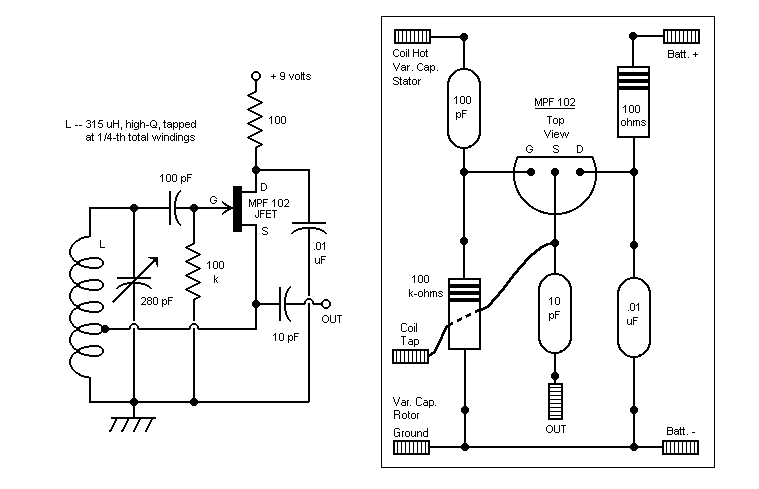 + 9 volts
100
L -- 315 uH, high-Q, tapped
at 1/4-th total windings
100 pF
D
G
MPF 102
JFET
S
L
100
k
.01
uF
280 pF
10 pF
OUT
Coil Hot
Var. Cap.
Stator
Batt. +
100
pF
MPF 102
Top
View
100
ohms
G S D
100
k-ohms
10
pF
.01
uF
Coil
Tap
Var. Cap.
Rotor
Ground
OUT
Batt. -